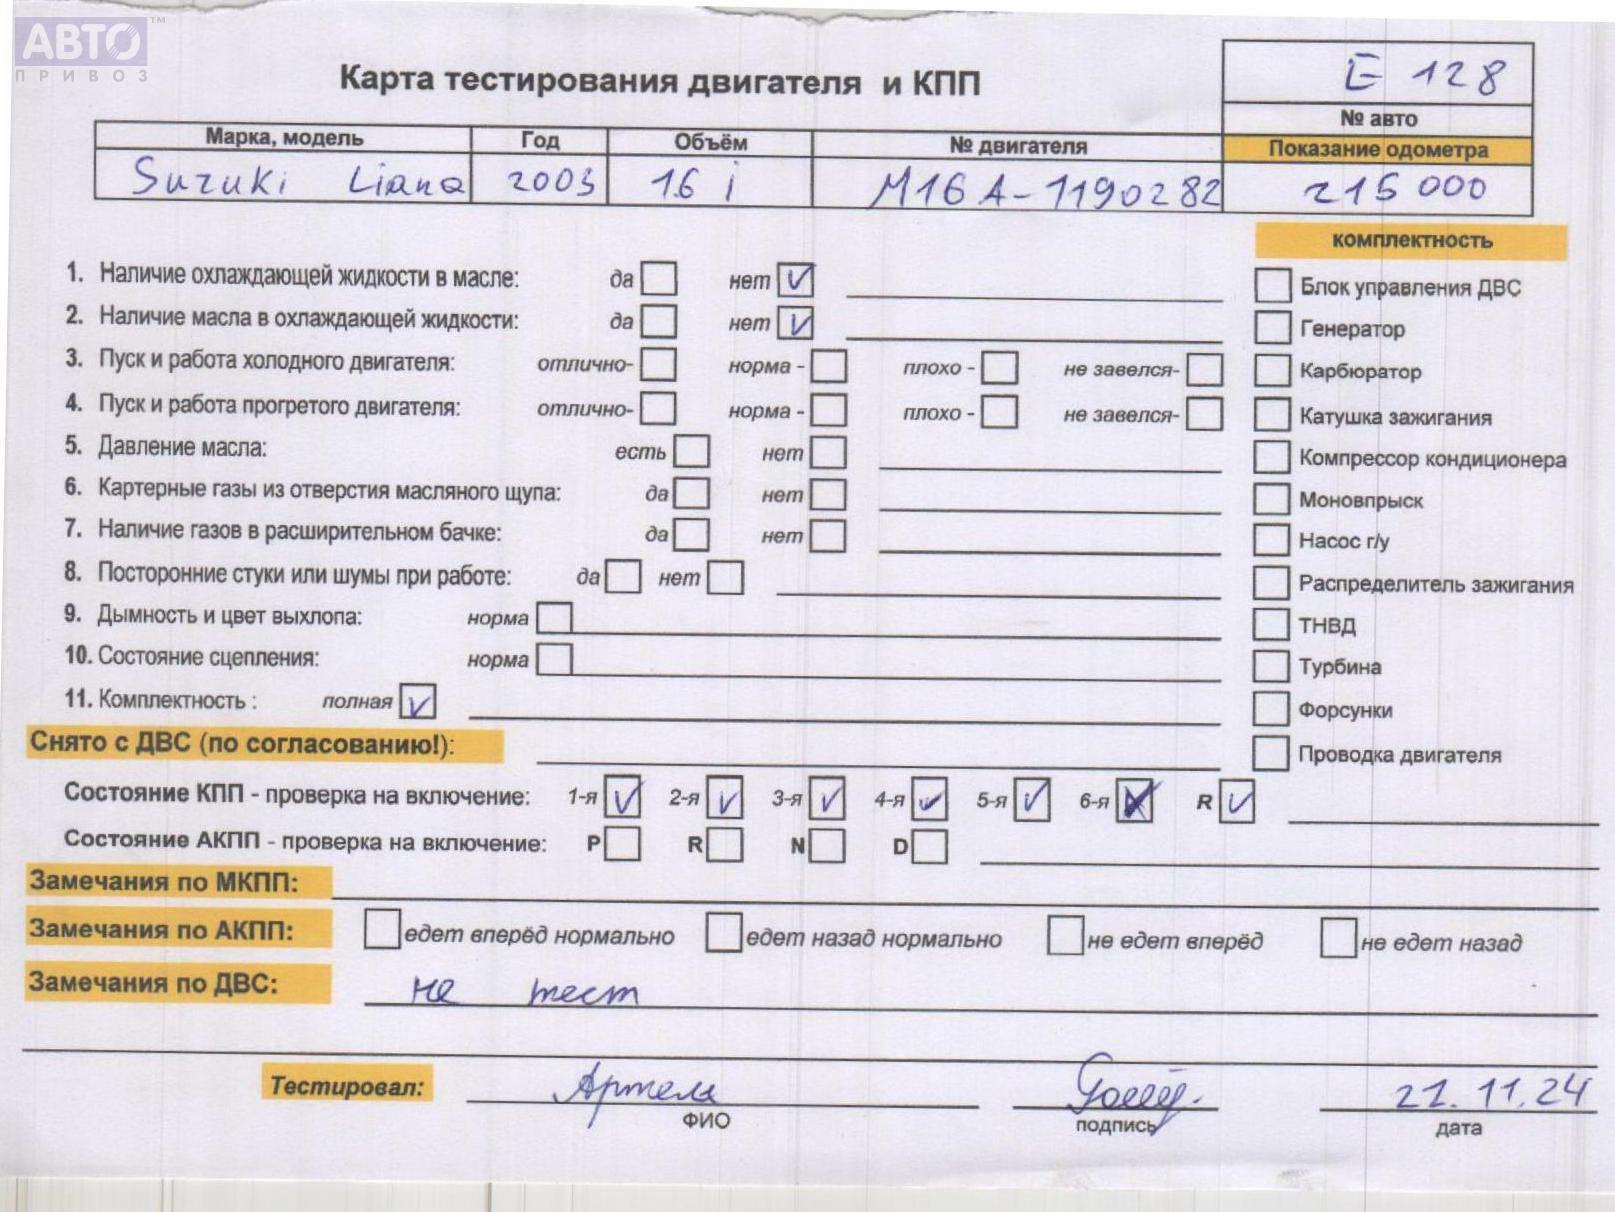 АВТО ™
ПРИВОЗ
Карта тестирования двигателя и КПП
E 128
№ авто
Марка, модель Год Объём № двигателя Показание одометра
Suzuki Liana 2003 1.6 i M16A-1190282 215 000
комплектность
1. Наличие охлаждающей жидкости в масле: да нет V
Блок управления ДВС
2. Наличие масла в охлаждающей жидкости: да нет V
Генератор
3. Пуск и работа холодного двигателя: отлично- норма - плохо - не завелся-
Карбюратор
4. Пуск и работа прогретого двигателя: отлично- норма - плохо - не завелся-
Катушка зажигания
5. Давление масла: есть нет
Компрессор кондиционера
6. Картерные газы из отверстия масляного щупа: да нет
Моновпрыск
7. Наличие газов в расширительном бачке: да нет
Насос г/у
8. Посторонние стуки или шумы при работе: да нет
Распределитель зажигания
9. Дымность и цвет выхлопа: норма
ТНВД
10. Состояние сцепления: норма
Турбина
11. Комплектность : полная V
Форсунки
Снято с ДВС (по согласованию!):
Проводка двигателя
Состояние КПП - проверка на включение: 1-я V 2-я V 3-я V 4-я V 5-я V 6-я R V
Состояние АКПП - проверка на включение: P R N D
Замечания по МКПП:
Замечания по АКПП: едет вперёд нормально едет назад нормально не едет вперёд не едет назад
Замечания по ДВС: не тест
Тестировал:
21.11.24
ФИО подпись дата